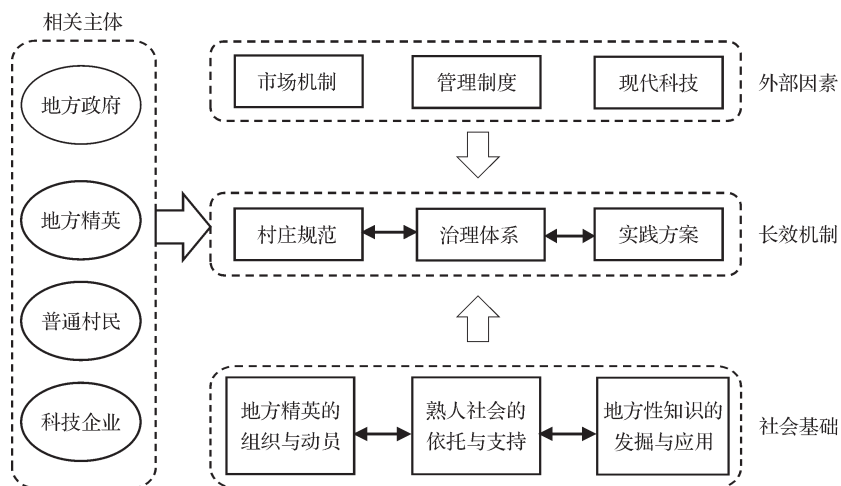 相关主体
地方政府
地方精英
普通村民
科技企业
市场机制
管理制度
现代科技
外部因素
村庄规范
治理体系
实践方案
长效机制
地方精英的
组织与动员
熟人社会的
依托与支持
地方性知识的
发掘与应用
社会基础